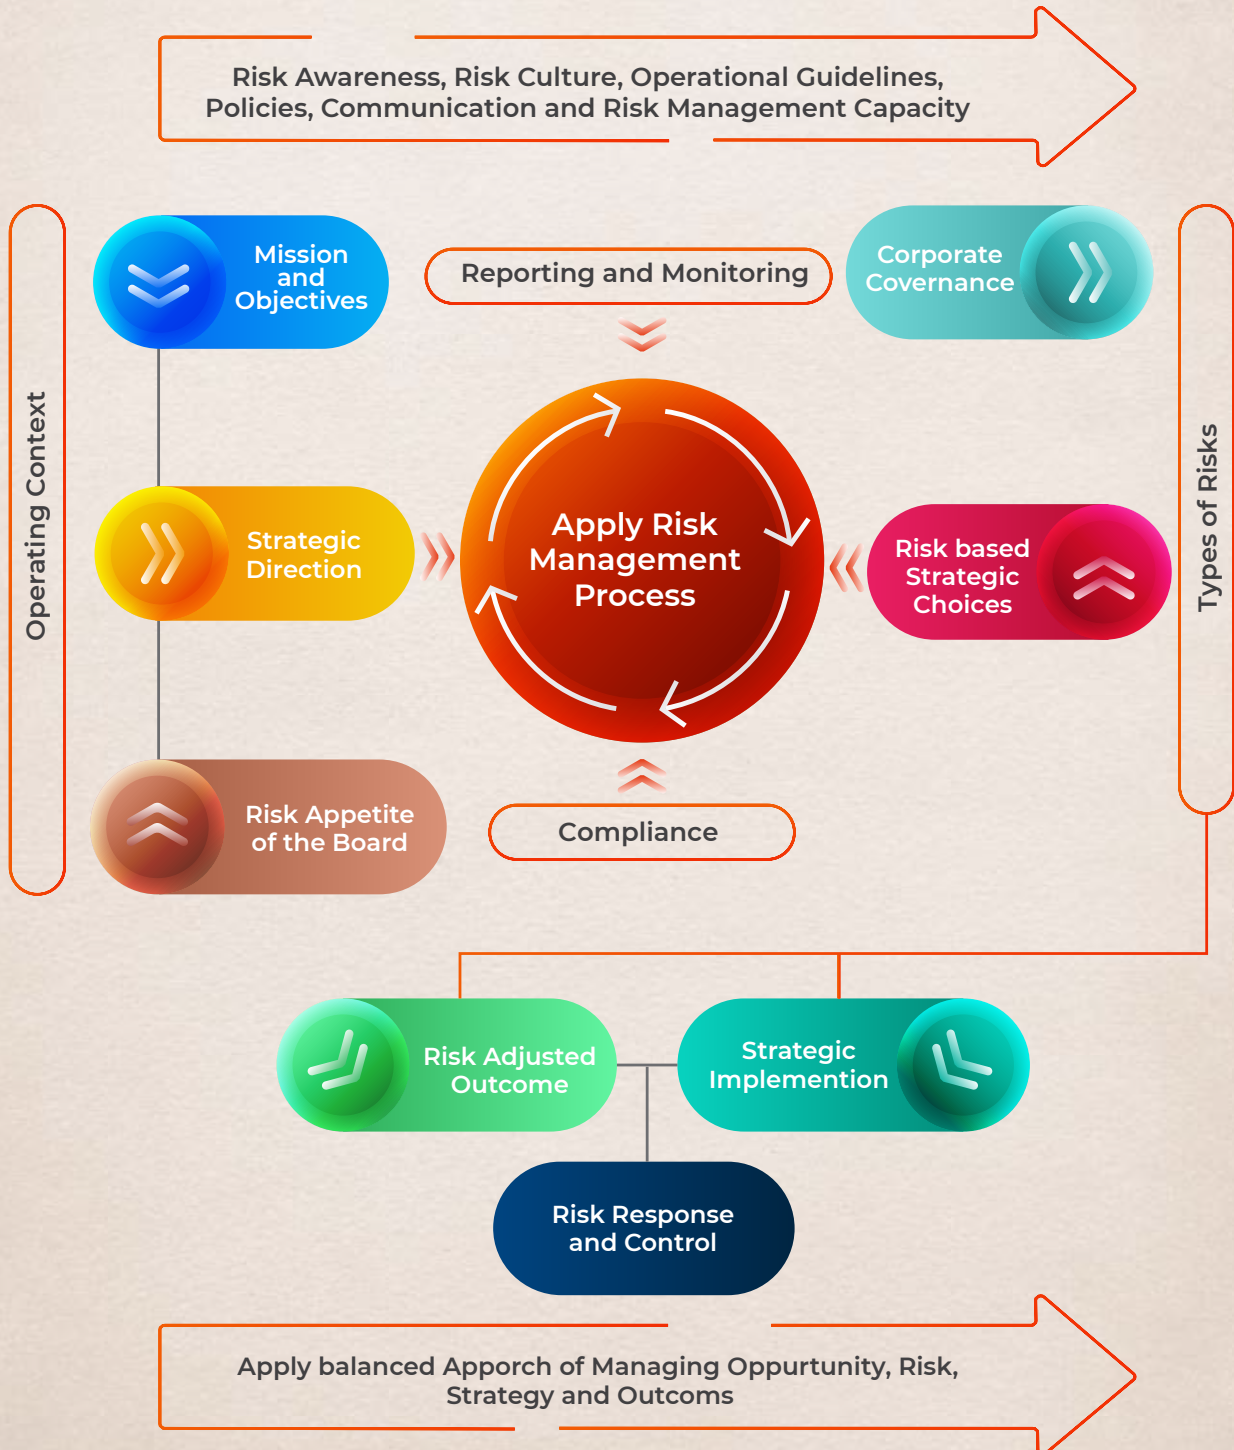 Risk Awareness, Risk Culture, Operational Guidelines,
Policies, Communication and Risk Management Capacity
Operating Context
Mission
and
Objectives
Reporting and Monitoring
Corporate
Covernance
Strategic
Direction
Apply Risk
Management
Process
Risk based
Strategic
Choices
Types of Risks
Risk Appetite
of the Board
Compliance
Risk Adjusted
Outcome
Strategic
Implemention
Risk Response
and Control
Apply balanced Apporch of Managing Oppurtunity, Risk,
Strategy and Outcoms